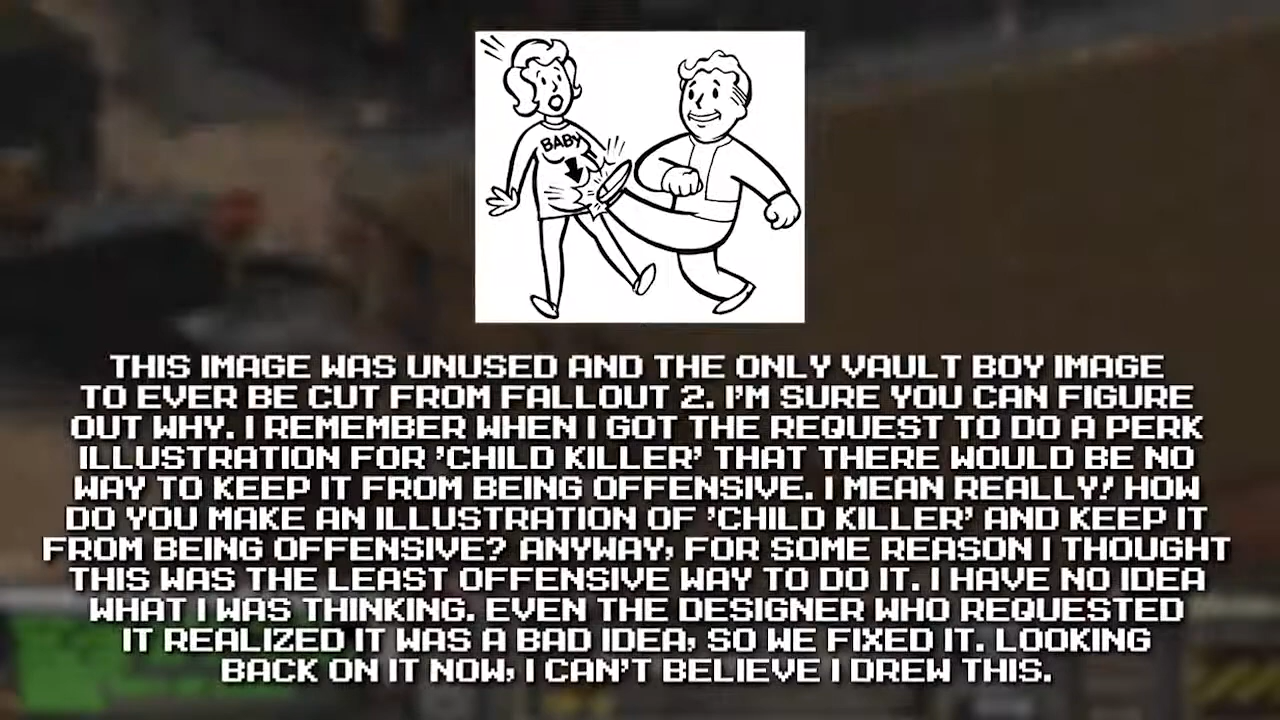 BABY
THIS IMAGE WAS UNUSED AND THE ONLY VAULT BOY IMAGE
TO EVER BE CUT FROM FALLOUT 2. I'M SURE YOU CAN FIGURE
OUT WHY. I REMEMBER WHEN I GOT THE REQUEST TO DO A PERK
ILLUSTRATION FOR 'CHILD KILLER' THAT THERE WOULD BE NO
WAY TO KEEP IT FROM BEING OFFENSIVE. I MEAN REALLY! HOW
DO YOU MAKE AN ILLUSTRATION OF 'CHILD KILLER' AND KEEP IT
FROM BEING OFFENSIVE? ANYWAY, FOR SOME REASON I THOUGHT
THIS WAS THE LEAST OFFENSIVE WAY TO DO IT. I HAVE NO IDEA
WHAT I WAS THINKING. EVEN THE DESIGNER WHO REQUESTED
IT REALIZED IT WAS A BAD IDEA, SO WE FIXED IT. LOOKING
BACK ON IT NOW, I CAN'T BELIEVE I DREW THIS.